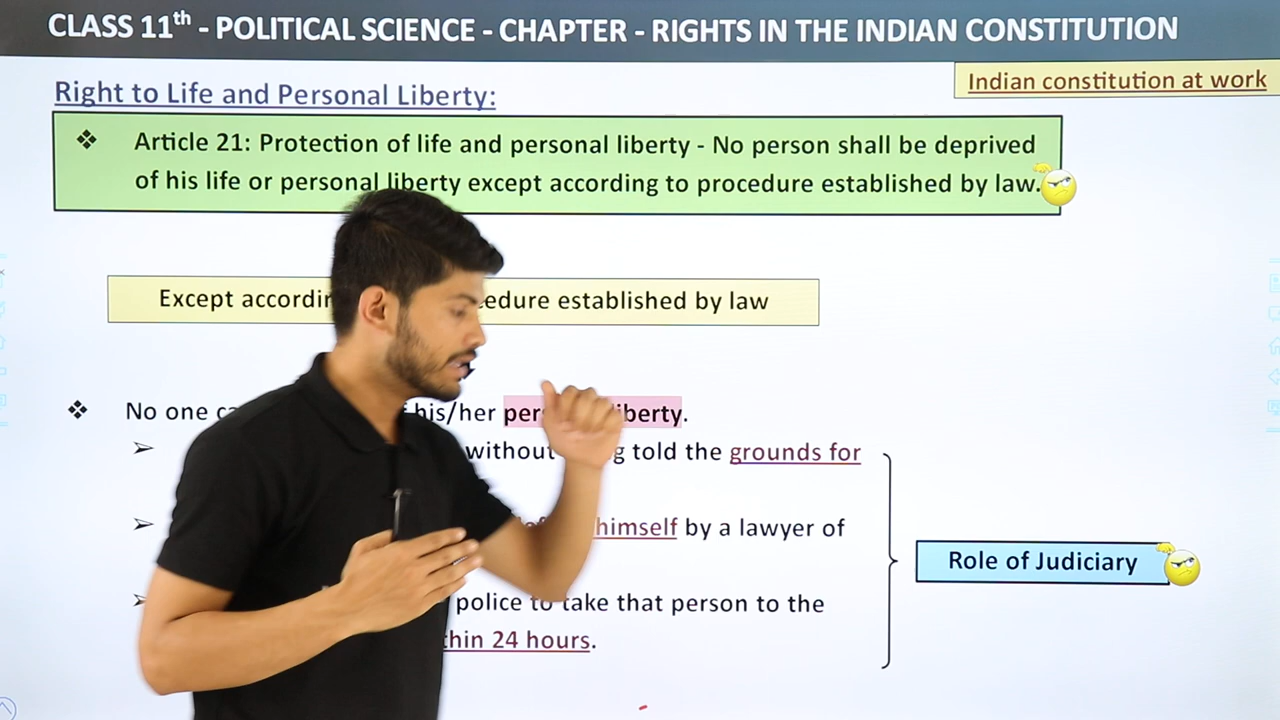 CLASS 11th - POLITICAL SCIENCE - CHAPTER - RIGHTS IN THE INDIAN CONSTITUTION
Indian constitution at work
Right to Life and Personal Liberty:
❖ Article 21: Protection of life and personal liberty - No person shall be deprived
of his life or personal liberty except according to procedure established by law.
Except established by law
❖ No one his/her liberty.
➢ without told the grounds for
➢ himself by a lawyer of
➢ police to take that person to the
24 hours.
Role of Judiciary